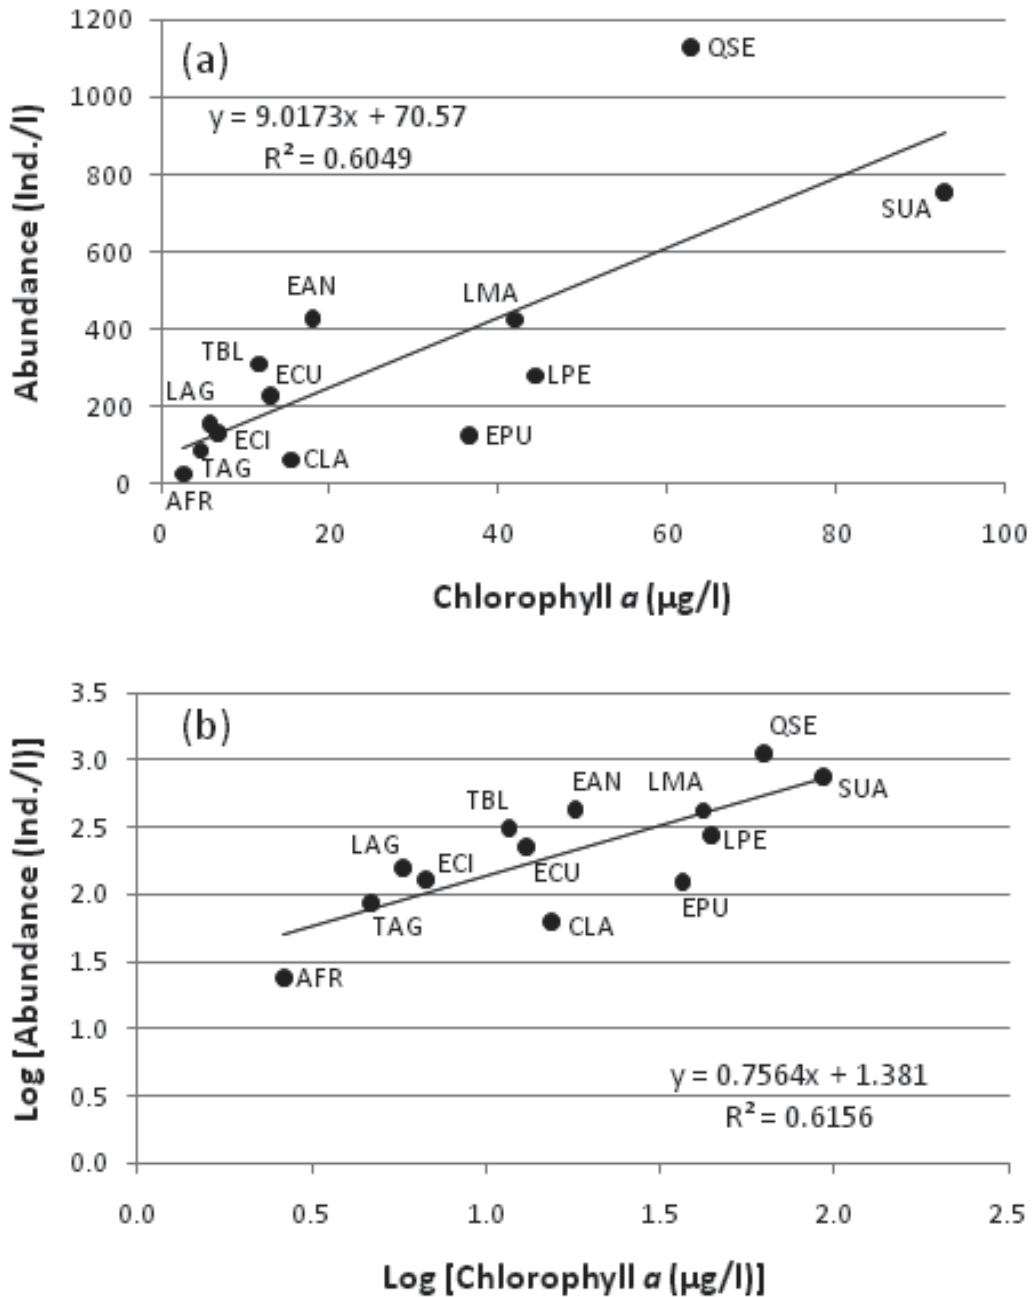 1200
(a)
QSE
1000
y = 9.0173x + 70.57
R² = 0.6049
800
SUA
600
EAN
LMA
400
TBL
ECU
LPE
LAG
200
ECI
EPU
TAG
CLA
0
AFR
0 20 40 60 80 100
Abundance (Ind./l)
Chlorophyll a (µg/l)
3.5
(b)
QSE
3.0
EAN
LMA
SUA
TBL
2.5
LAG
ECI
LPE
ECU
2.0
EPU
TAG
CLA
1.5
AFR
1.0
y = 0.7564x + 1.381
0.5
R² = 0.6156
0.0
0.0 0.5 1.0 1.5 2.0 2.5
Log [Abundance (Ind./l)]
Log [Chlorophyll a (µg/l)]